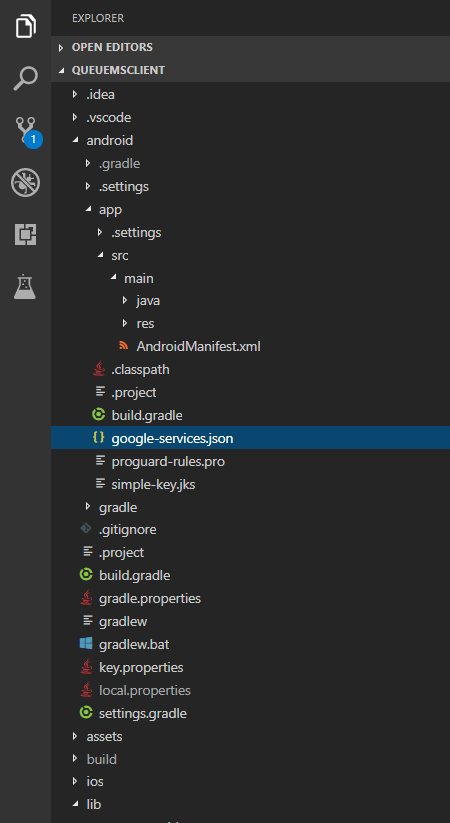 EXPLORER
OPEN EDITORS
QUEUEMSCLIENT
.idea
.vscode
android
.gradle
.settings
app
.settings
src
main
java
res
AndroidManifest.xml
.classpath
.project
build.gradle
google-services.json
proguard-rules.pro
simple-key.jks
gradle
.gitignore
.project
build.gradle
gradle.properties
gradlew
gradlew.bat
key.properties
local.properties
settings.gradle
assets
build
ios
lib
1